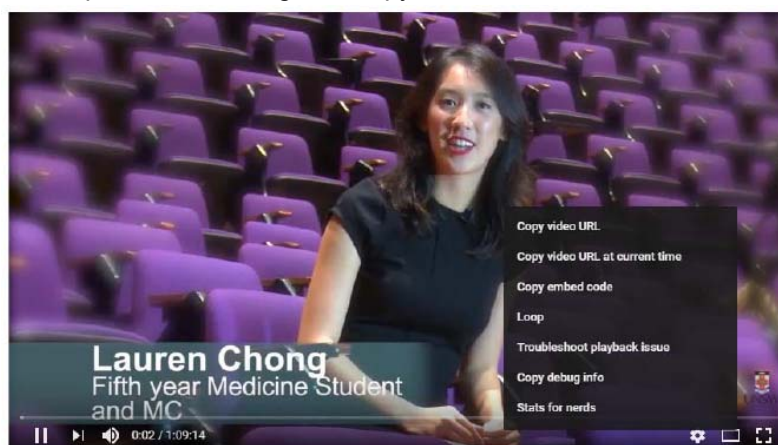 Copy video URL
Copy video URL at current time
Copy embed code
Loop
Troubleshoot playback issue
Copy debug info
Stats for nerds
Lauren Chong
Fifth year Medicine Student
and MC
0:02 / 1:09:14